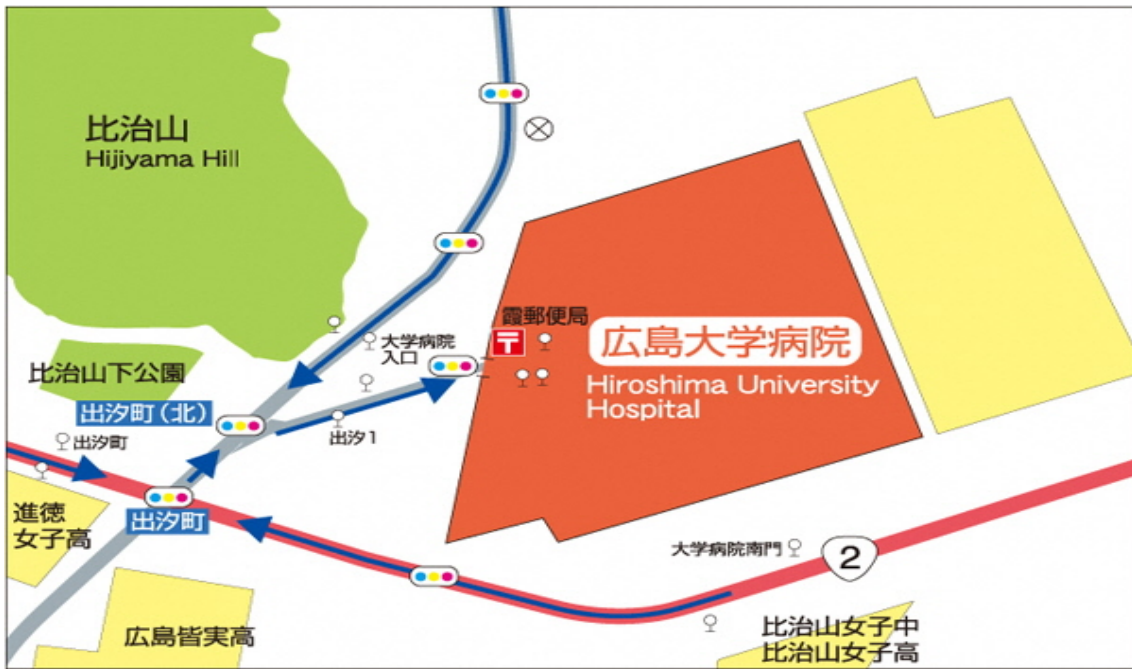 比治山
Hijiyama Hill
霞郵便局
大学病院
入口
広島大学病院
Hiroshima University
Hospital
比治山下公園
出汐町(北)
出汐1
出汐町
出汐町
進徳
女子高
広島皆実高
大学病院南門
2
比治山女子中
比治山女子高